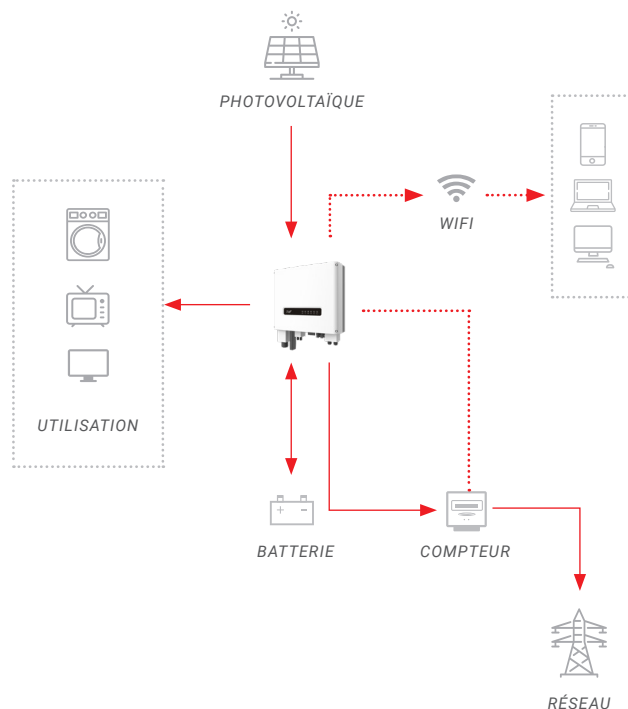 PHOTOVOLTAÏQUE
WIFI
UTILISATION
BATTERIE
COMPTEUR
RÉSEAU